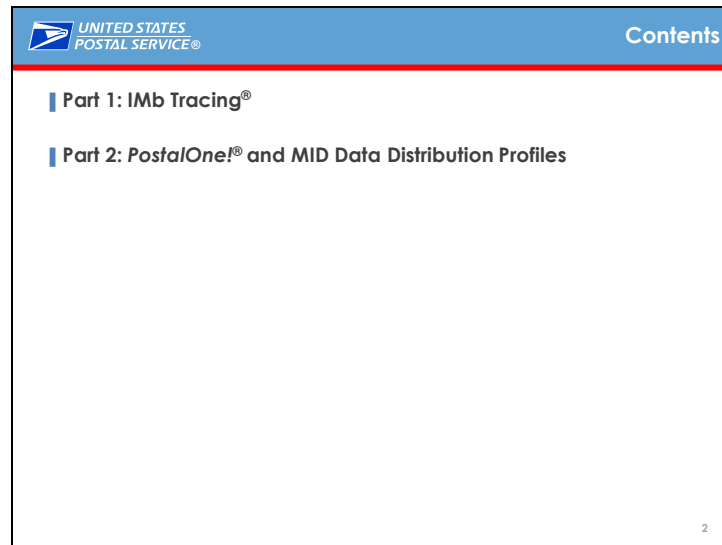 UNITED STATES
POSTAL SERVICE®
Contents
Part 1: IMb Tracing®
Part 2: PostalOne!® and MID Data Distribution Profiles
2